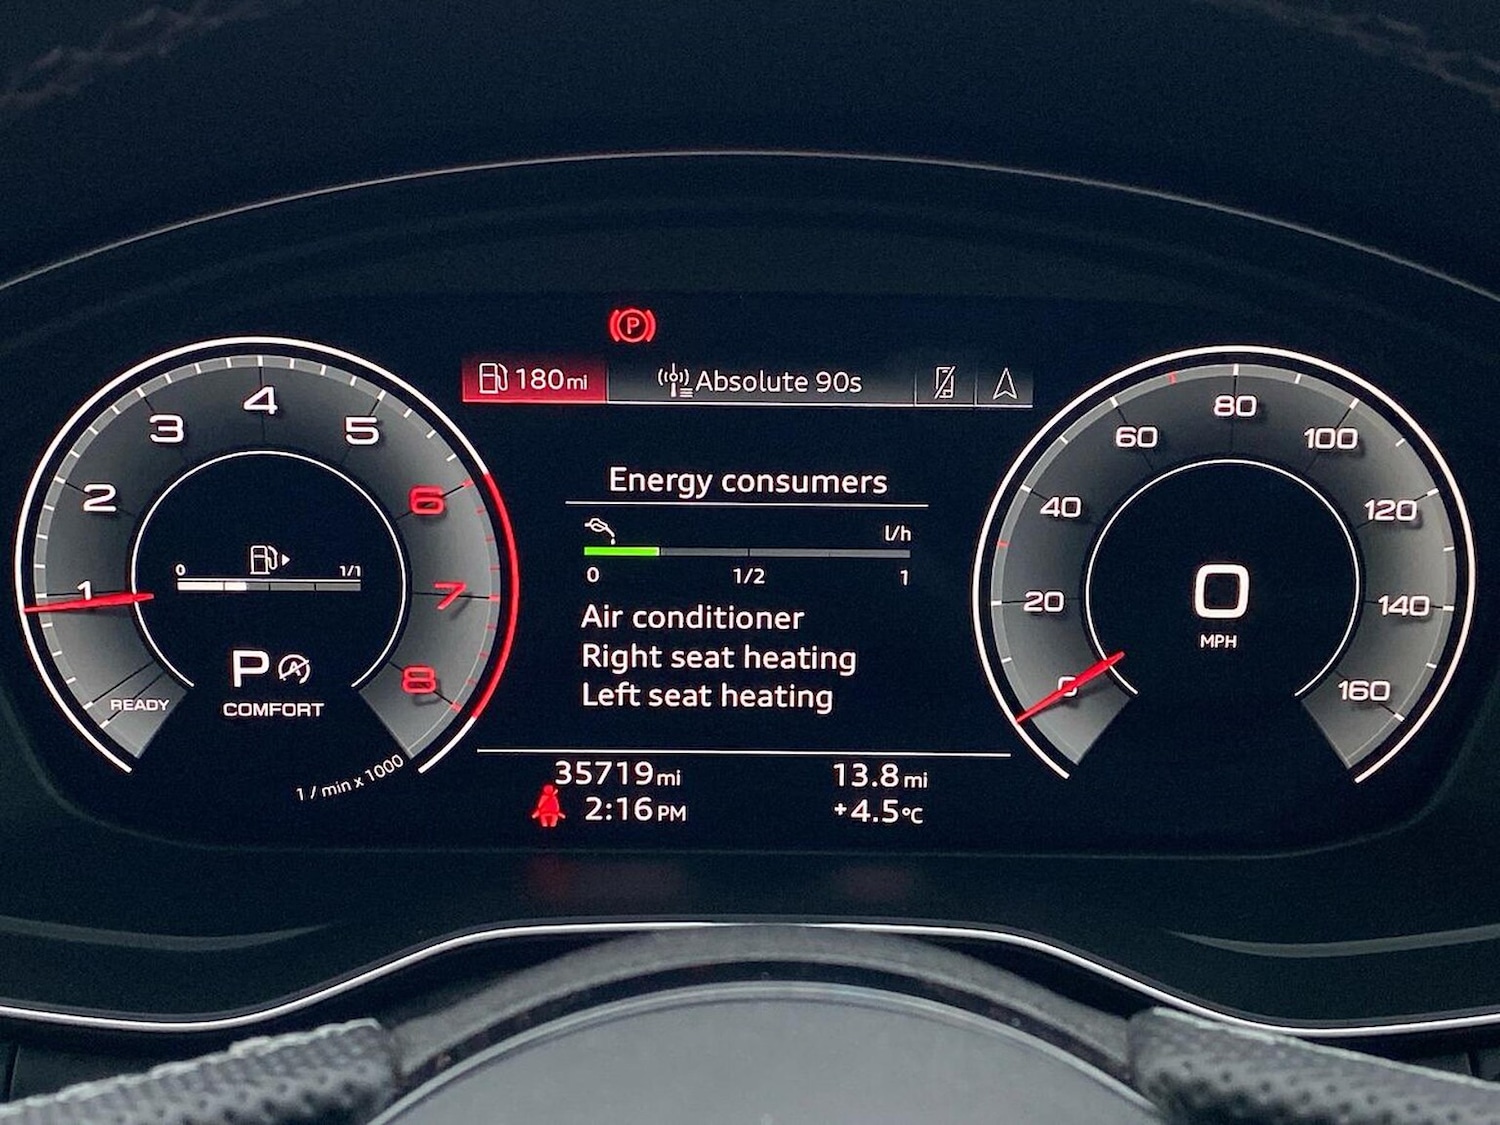 P
180mi
Absolute 90s
1 2 3 4 5 6 7 8
READY
0 1/1
P A
COMFORT
1 / min x 1000
Energy consumers
l/h
0 1/2 1
Air conditioner
Right seat heating
Left seat heating
35719mi 13.8mi
2:16PM +4.5°C
0 20 40 60 80 100 120 140 160
0
MPH